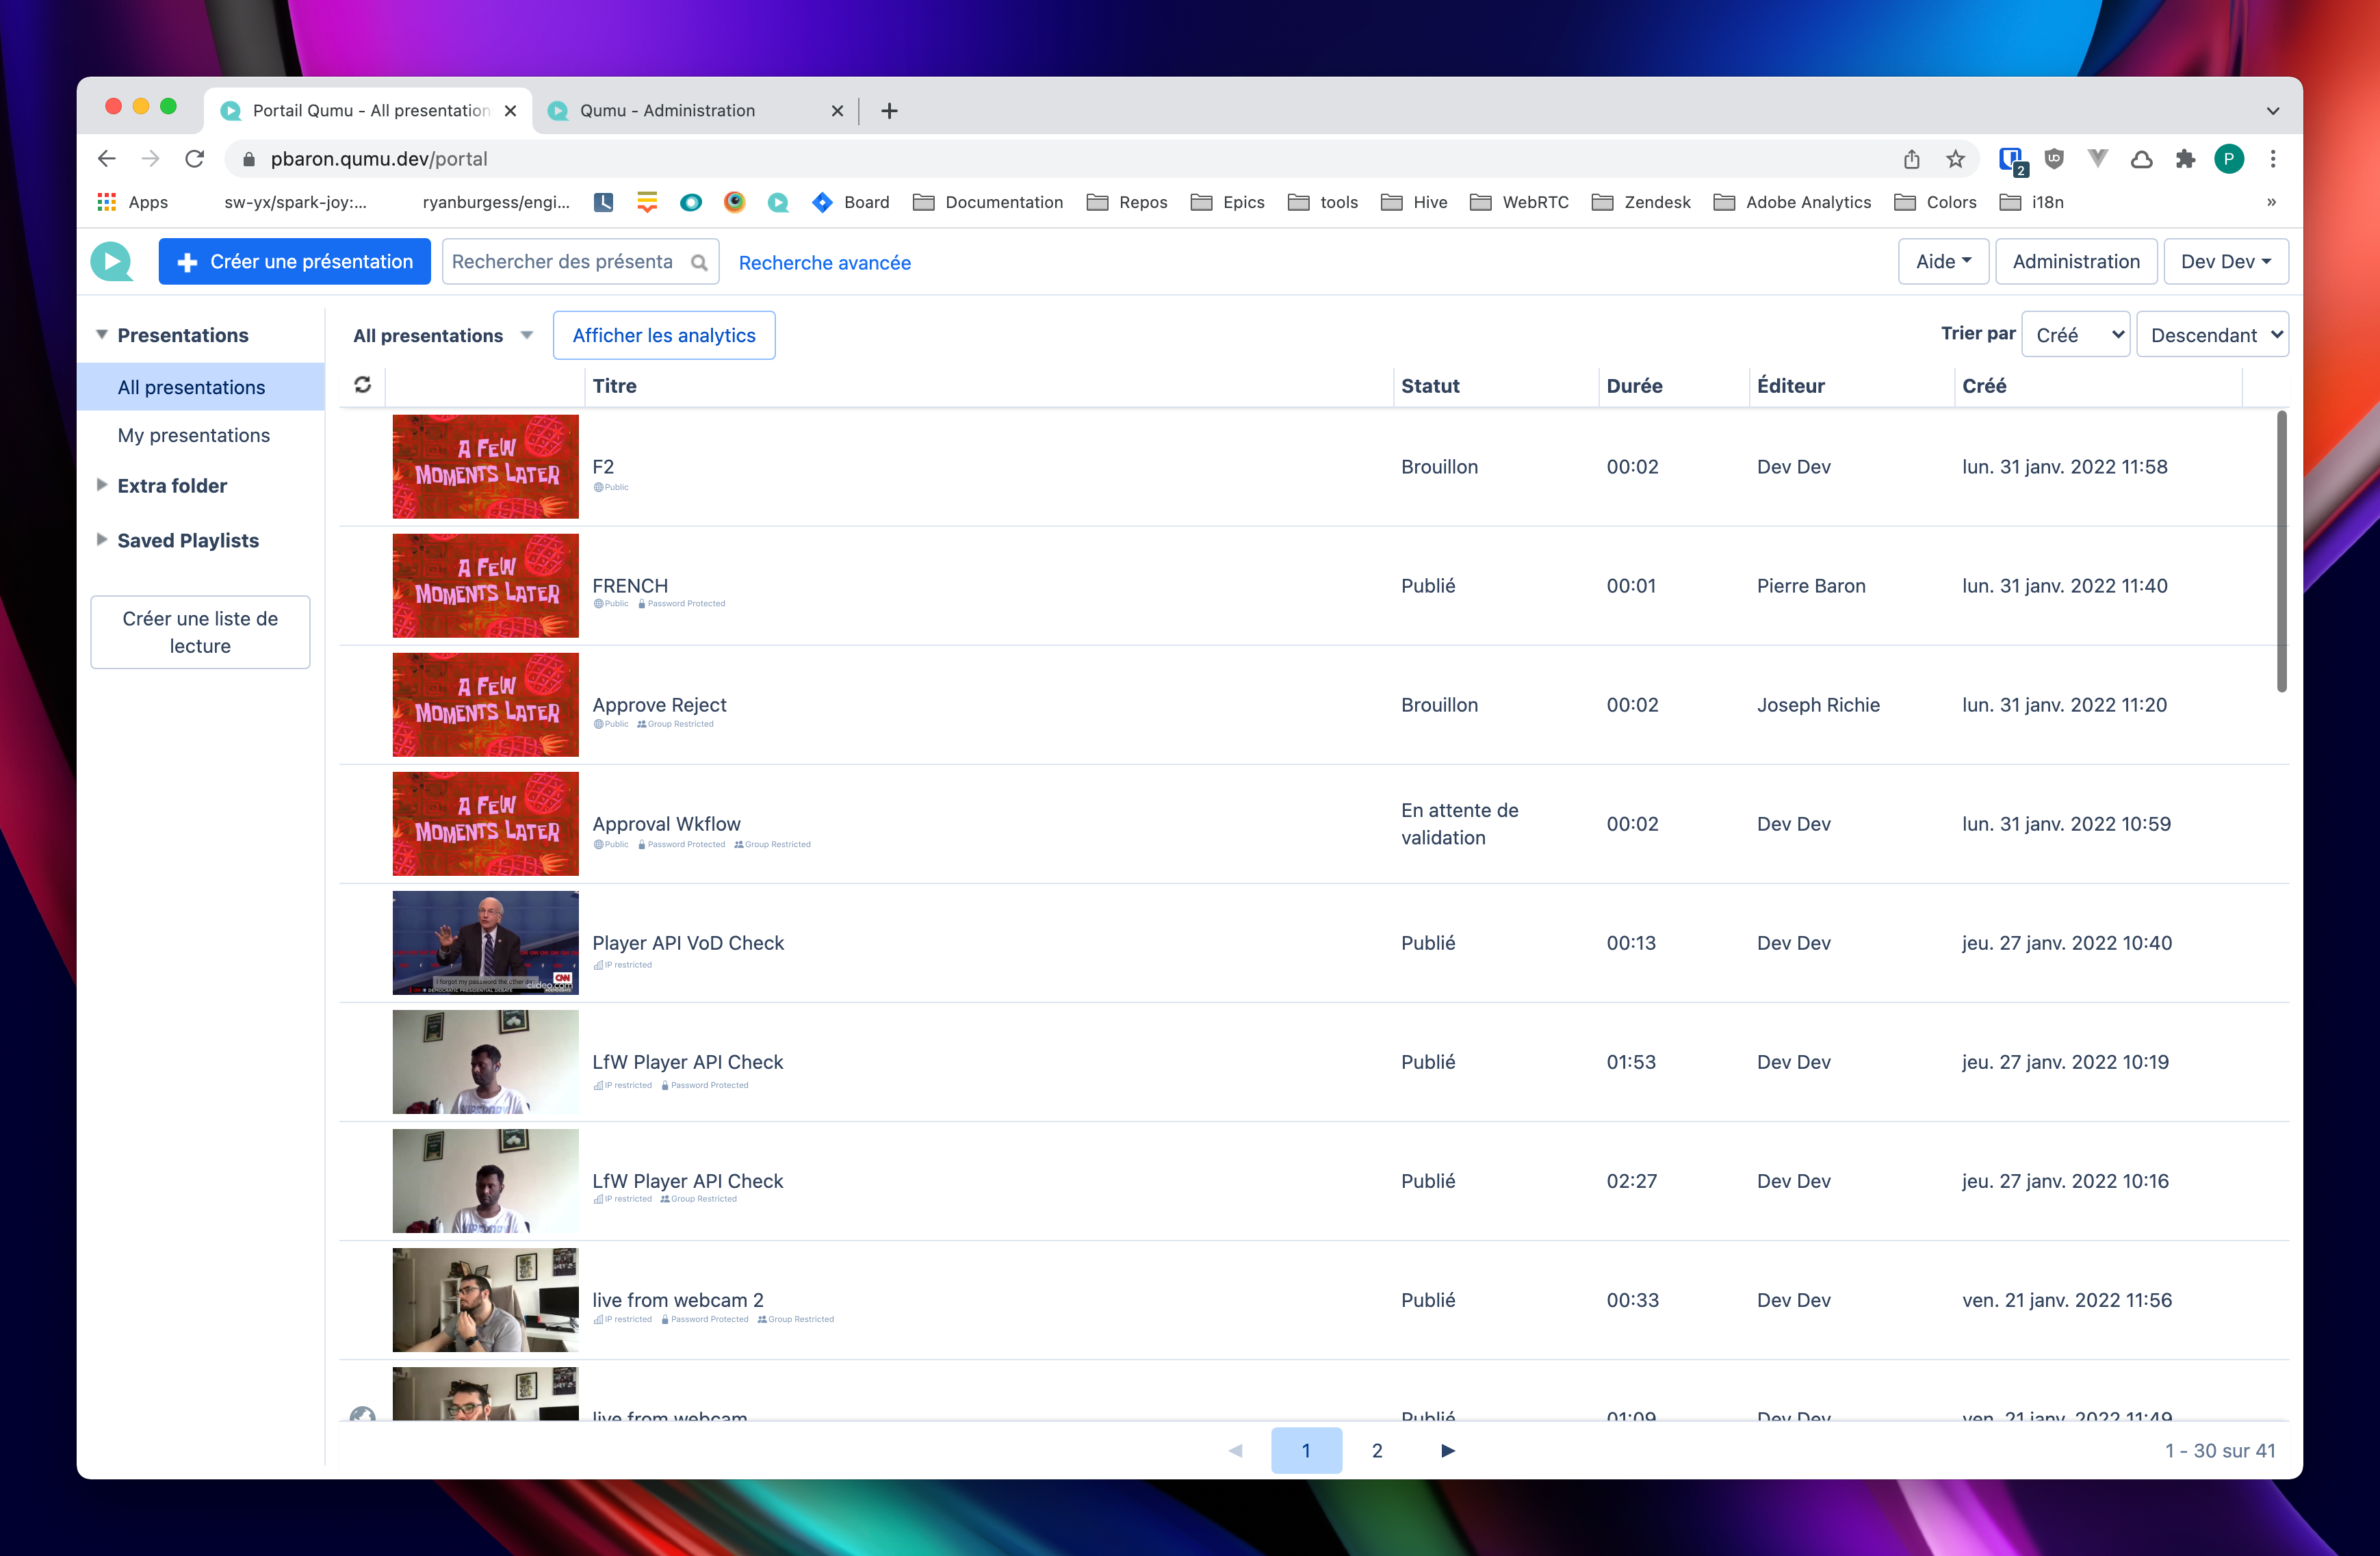 Portail Qumu - All presentation
Qumu - Administration
pbaron.qumu.dev/portal
2
P
Apps
sw-yx/spark-joy:...
ryanburgess/engi...
Board
Documentation
Repos
Epics
tools
Hive
WebRTC
Zendesk
Adobe Analytics
Colors
i18n
»
Créer une présentation
Rechercher des présenta
Recherche avancée
Aide
Administration
Dev Dev
Presentations
All presentations
My presentations
Extra folder
Saved Playlists
Créer une liste de
lecture
All presentations
Afficher les analytics
Trier par
Créé
Descendant
Titre
Statut
Durée
Éditeur
Créé
A FEW
MOMENTS LATER
F2
Public
Brouillon
00:02
Dev Dev
lun. 31 janv. 2022 11:58
A FEW
MOMENTS LATER
FRENCH
Public
Password Protected
Publié
00:01
Pierre Baron
lun. 31 janv. 2022 11:40
A FEW
MOMENTS LATER
Approve Reject
Public
Group Restricted
Brouillon
00:02
Joseph Richie
lun. 31 janv. 2022 11:20
A FEW
MOMENTS LATER
Approval Wkflow
Public
Password Protected
Group Restricted
En attente de
validation
00:02
Dev Dev
lun. 31 janv. 2022 10:59
I forgot my password the other
CNN
clideo.com
DEMOCRATIC PRESIDENTIAL DEBATE
Player API VoD Check
IP restricted
Publié
00:13
Dev Dev
jeu. 27 janv. 2022 10:40
LfW Player API Check
IP restricted
Password Protected
Publié
01:53
Dev Dev
jeu. 27 janv. 2022 10:19
LfW Player API Check
IP restricted
Group Restricted
Publié
02:27
Dev Dev
jeu. 27 janv. 2022 10:16
live from webcam 2
IP restricted
Password Protected
Group Restricted
Publié
00:33
Dev Dev
ven. 21 janv. 2022 11:56
live from webcam
Publié
01:09
Dev Dev
ven. 21 janv. 2022 11:49
1
2
1 - 30 sur 41